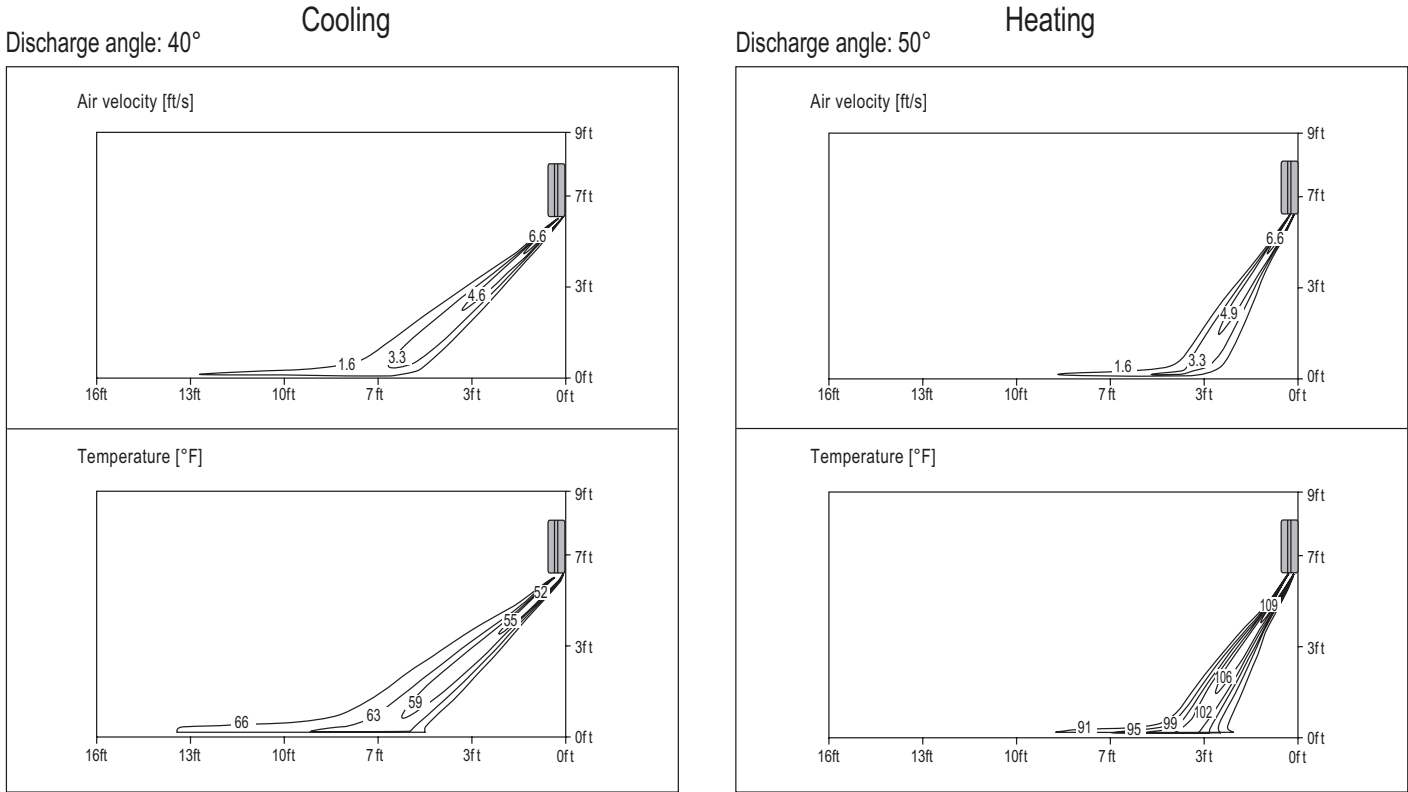 Cooling
Discharge angle: 40°
Air velocity [ft/s]
9ft
7ft
3ft
0ft
6.6
4.6
3.3
1.6
16ft 13ft 10ft 7ft 3ft 0ft
Temperature [°F]
9ft
7ft
3ft
0ft
52
55
59
63
66
16ft 13ft 10ft 7ft 3ft 0ft
Heating
Discharge angle: 50°
Air velocity [ft/s]
9ft
7ft
3ft
0ft
6.6
4.9
3.3
1.6
16ft 13ft 10ft 7ft 3ft 0ft
Temperature [°F]
9ft
7ft
3ft
0ft
109
106
102
99
95
91
16ft 13ft 10ft 7ft 3ft 0ft